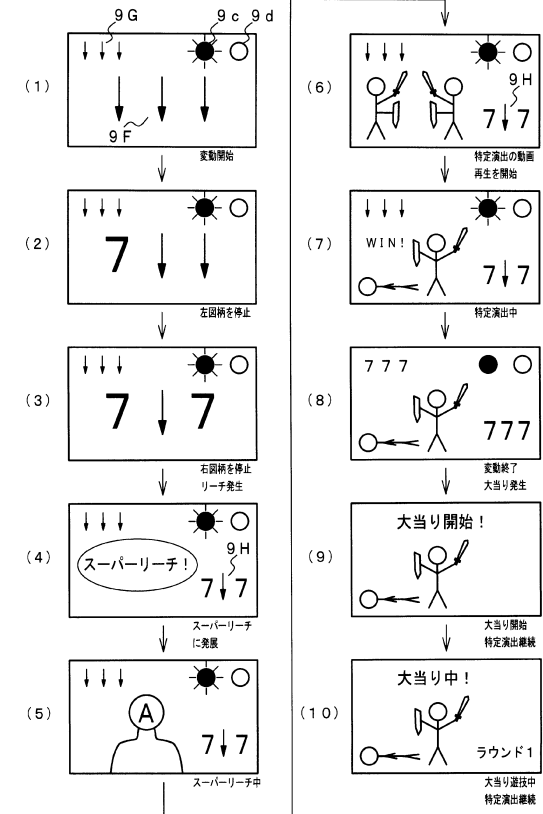 9G
9c
9d
(1)
9F
変動開始
(2)
7
左図柄を停止
(3)
7 7
右図柄を停止
リーチ発生
(4)
スーパーリーチ!
9H
7 7
スーパーリーチ
に発展
(5)
A
7 7
スーパーリーチ中
(6)
9H
7 7
特定演出の動画
再生を開始
(7)
WIN!
7 7
特定演出中
(8)
7 7 7
777
変動終了
大当り発生
(9)
大当り開始!
大当り開始
特定演出継続
(10)
大当り中!
ラウンド1
大当り遊技中
特定演出継続